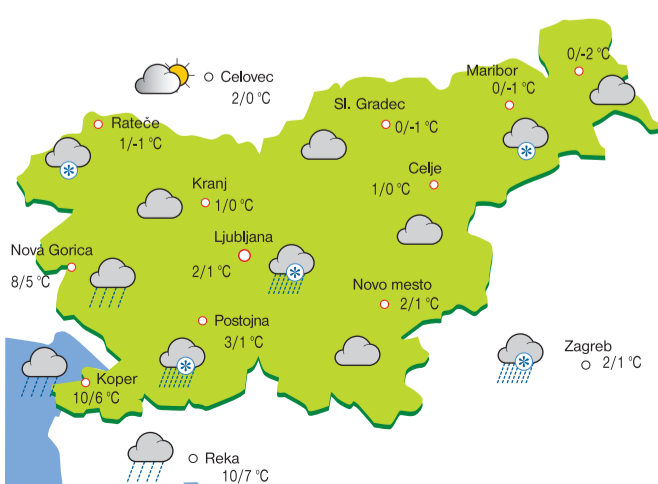 0/-2 °C
Celovec
2/0 °C
Maribor
0/-1 °C
Sl. Gradec
0/-1 °C
Rateče
1/-1 °C
Celje
1/0 °C
Kranj
1/0 °C
Ljubljana
2/1 °C
Nova Gorica
8/5 °C
Novo mesto
2/1 °C
Postojna
3/1 °C
Zagreb
2/1 °C
Koper
10/6 °C
Reka
10/7 °C